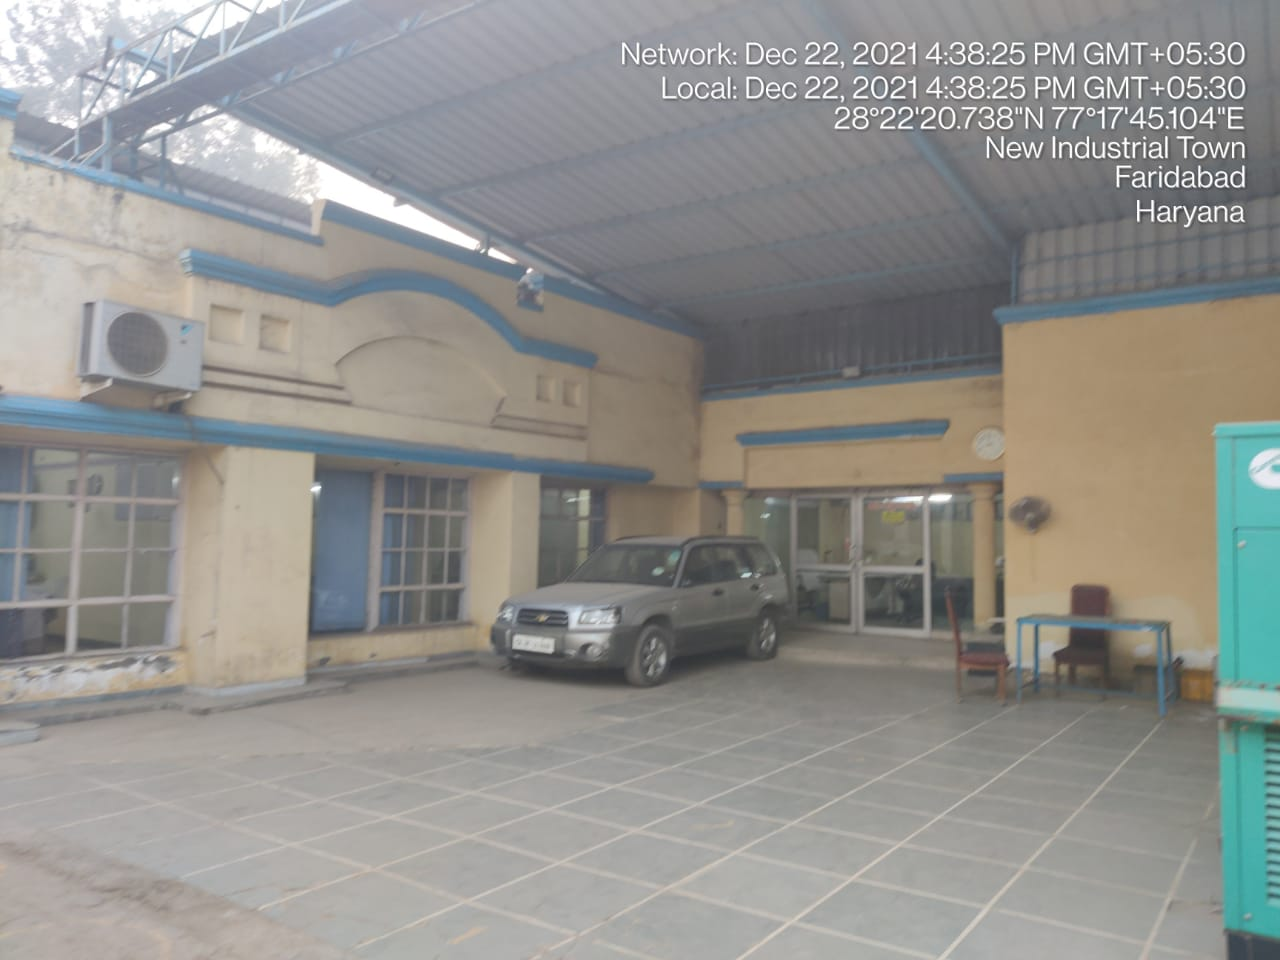 Network: Dec 22, 2021 4:38:25 PM GMT+05:30
Local: Dec 22, 2021 4:38:25 PM GMT+05:30
28°22'20.738"N 77°17'45.104"E
New Industrial Town
Faridabad
Haryana